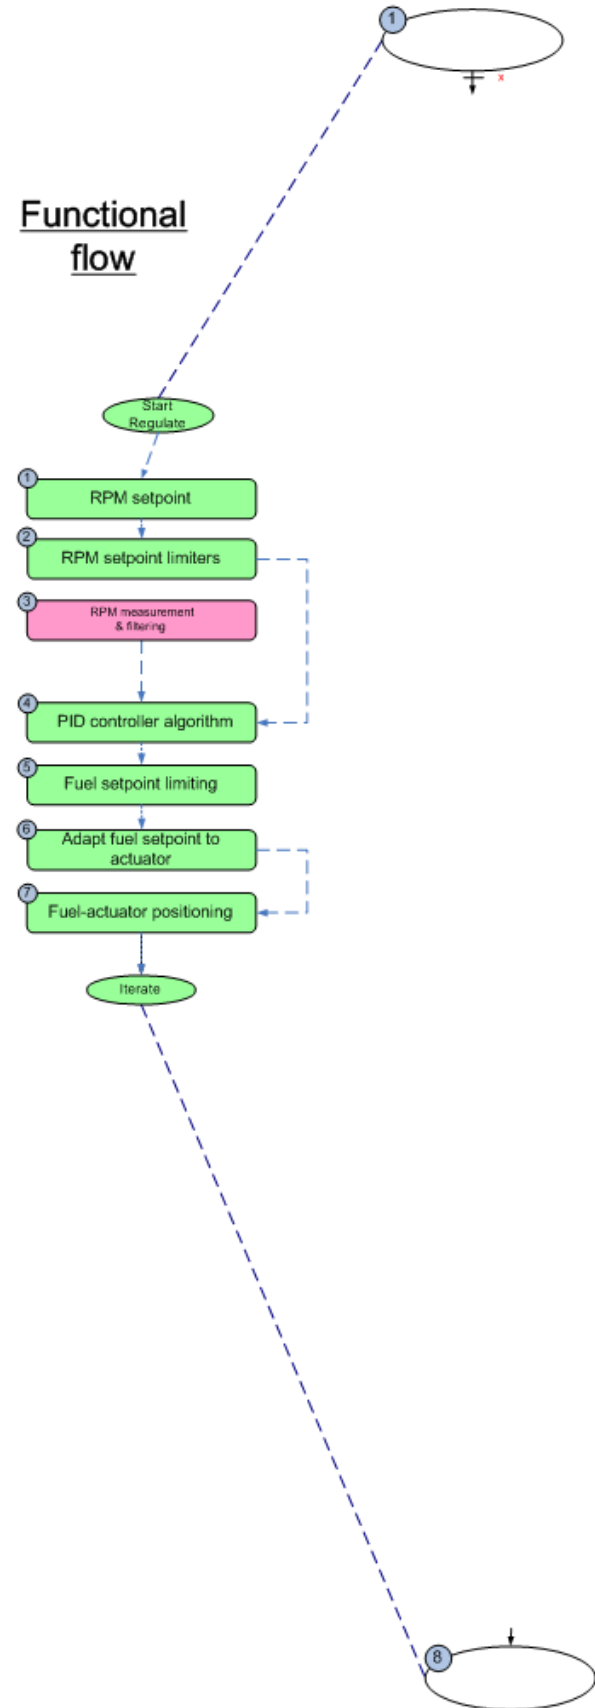 1
x
Functional
flow
Start
Regulate
1
RPM setpoint
2
RPM setpoint limiters
3
RPM measurement
& filtering
4
PID controller algorithm
5
Fuel setpoint limiting
6
Adapt fuel setpoint to
actuator
7
Fuel-actuator positioning
Iterate
8